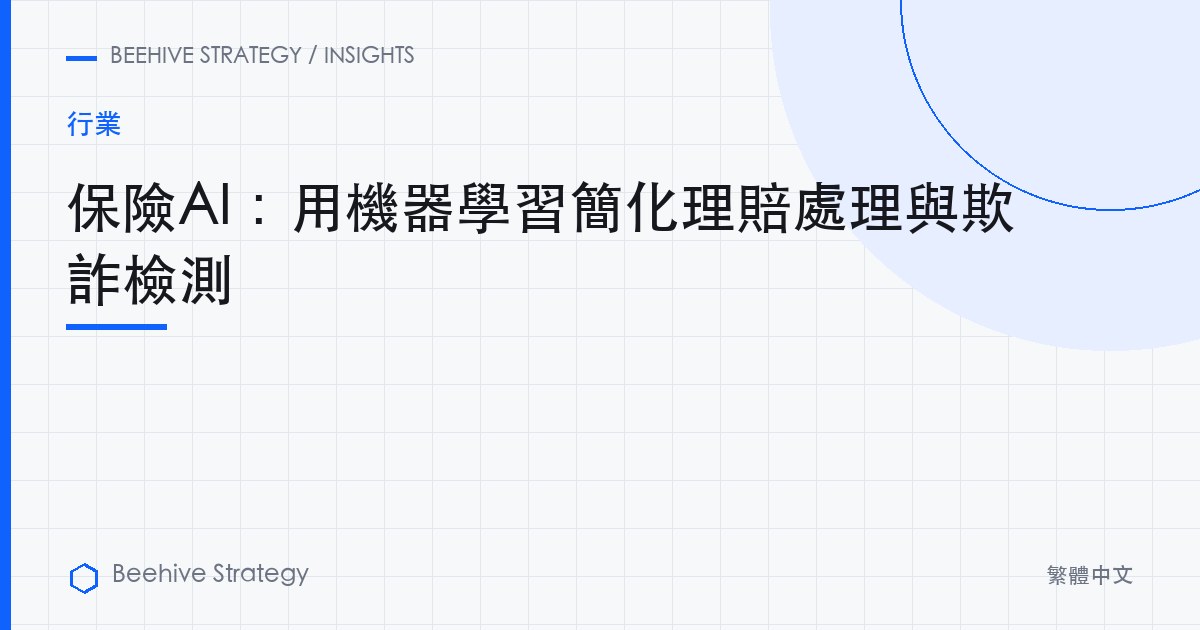 BEEHIVE STRATEGY / INSIGHTS
行業
保險AI：用機器學習簡化理賠處理與欺
詐檢測
Beehive Strategy
繁體中文